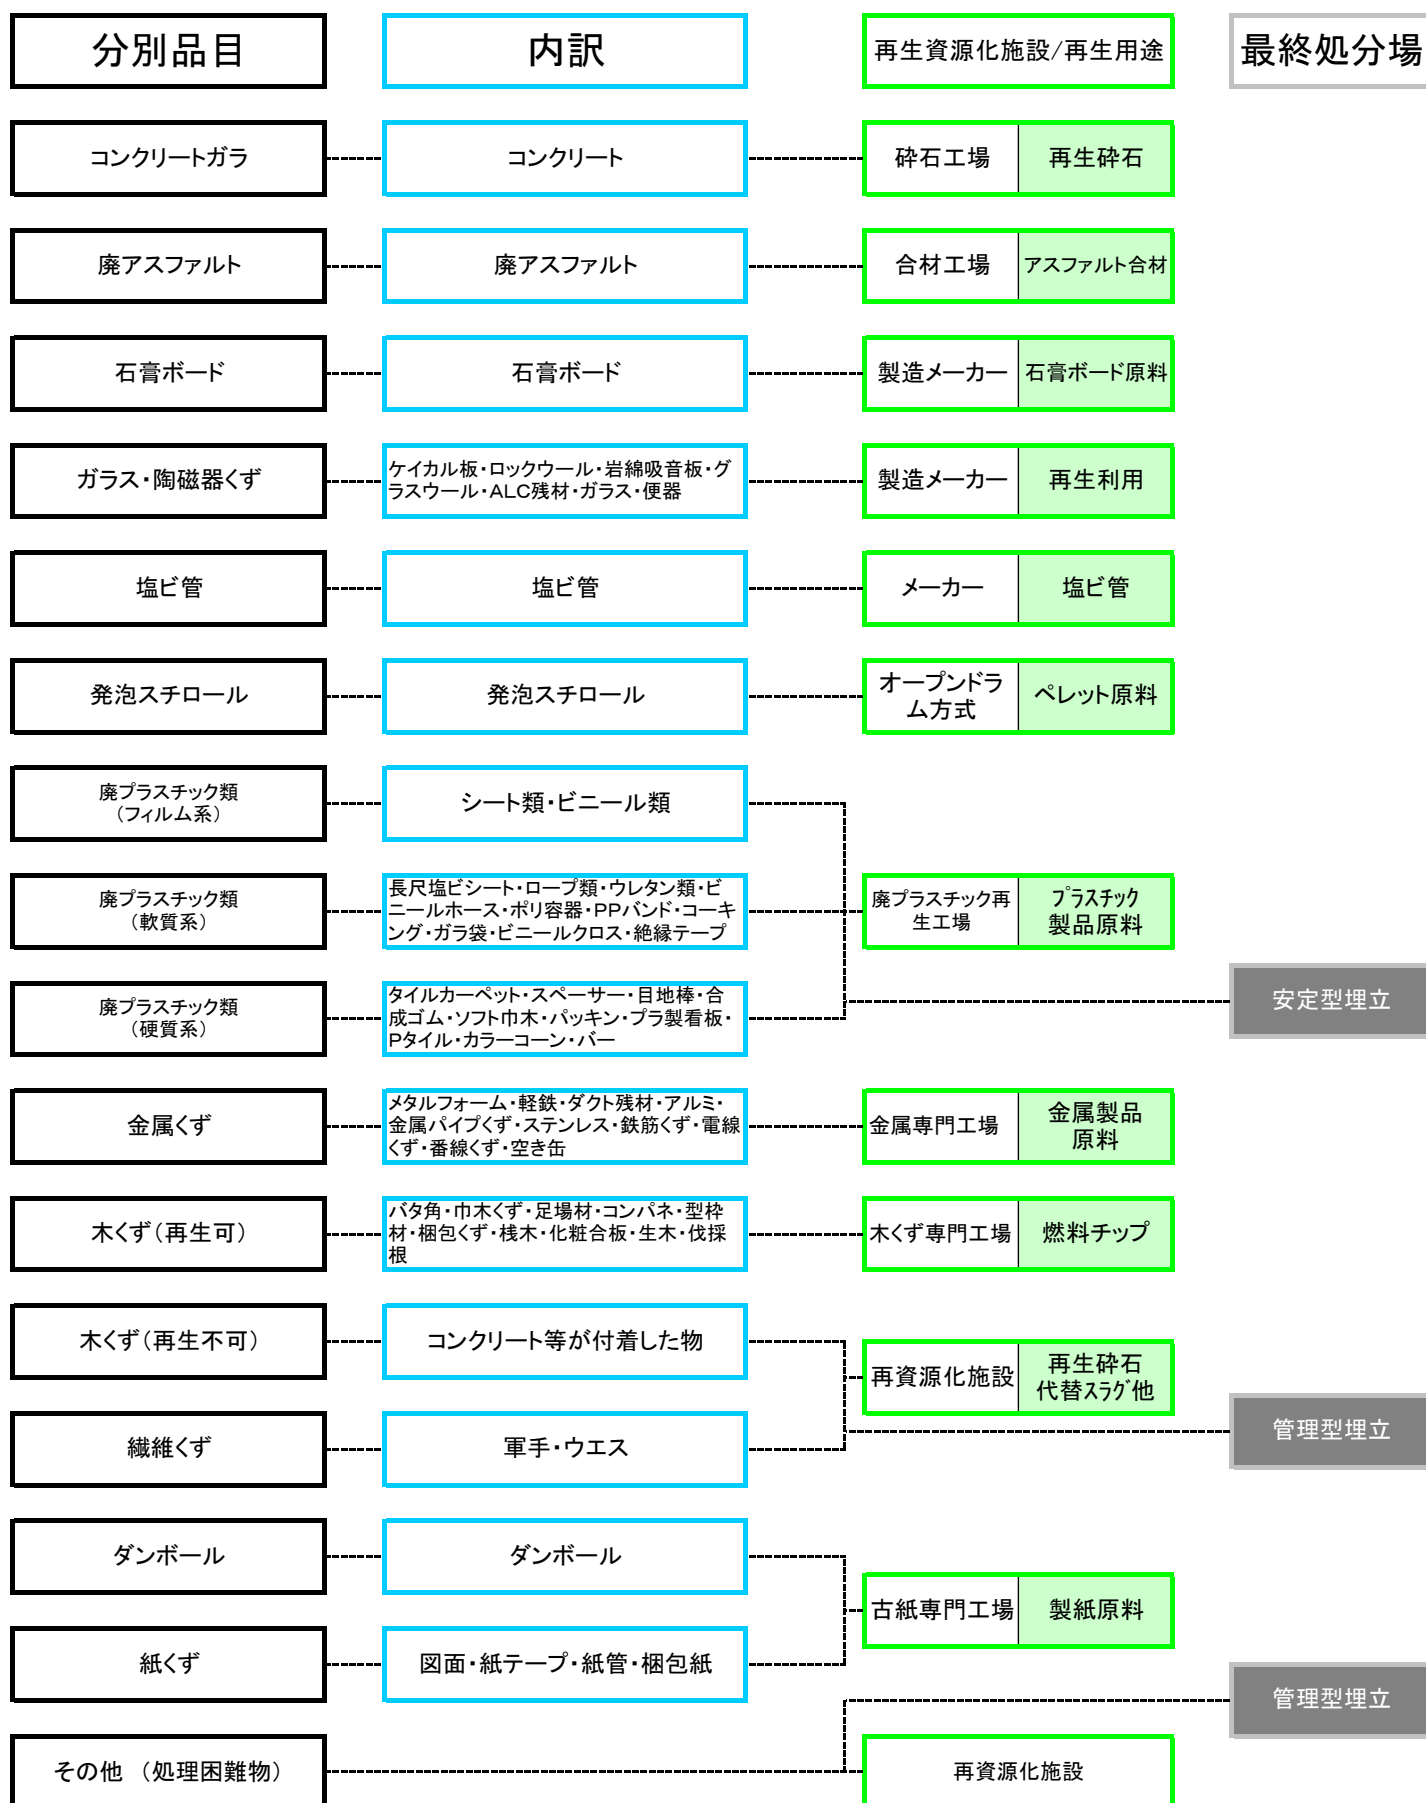 分別品目
内訳
再生資源化施設/再生用途
最終処分場
コンクリートガラ
コンクリート
砕石工場
再生砕石
廃アスファルト
廃アスファルト
合材工場
アスファルト合材
石膏ボード
石膏ボード
製造メーカー
石膏ボード原料
ガラス・陶磁器くず
ケイカル板・ロックウール・岩綿吸音板・グ
ラスウール・ALC残材・ガラス・便器
製造メーカー
再生利用
塩ビ管
塩ビ管
メーカー
塩ビ管
発泡スチロール
発泡スチロール
オープンドラ
ム方式
ペレット原料
廃プラスチック類
(フィルム系)
シート類・ビニール類
廃プラスチック類
(軟質系)
長尺塩ビシート・ロープ類・ウレタン類・ビ
ニールホース・ポリ容器・PPバンド・コーキ
ング・ガラ袋・ビニールクロス・絶縁テープ
廃プラスチック再
生工場
プラスチック
製品原料
安定型埋立
廃プラスチック類
(硬質系)
タイルカーペット・スペーサー・目地棒・合
成ゴム・ソフト巾木・パッキン・プラ製看板・
Pタイル・カラーコーン・バー
金属くず
メタルフォーム・軽鉄・ダクト残材・アルミ・
金属パイプくず・ステンレス・鉄筋くず・電線
くず・番線くず・空き缶
金属専門工場
金属製品
原料
木くず(再生可)
バタ角・巾木くず・足場材・コンパネ・型枠
材・梱包くず・桟木・化粧合板・生木・伐採
根
木くず専門工場
燃料チップ
木くず(再生不可)
コンクリート等が付着した物
再資源化施設
再生砕石
代替スラグ他
管理型埋立
繊維くず
軍手・ウエス
ダンボール
ダンボール
古紙専門工場
製紙原料
紙くず
図面・紙テープ・紙管・梱包紙
管理型埋立
その他 (処理困難物)
再資源化施設